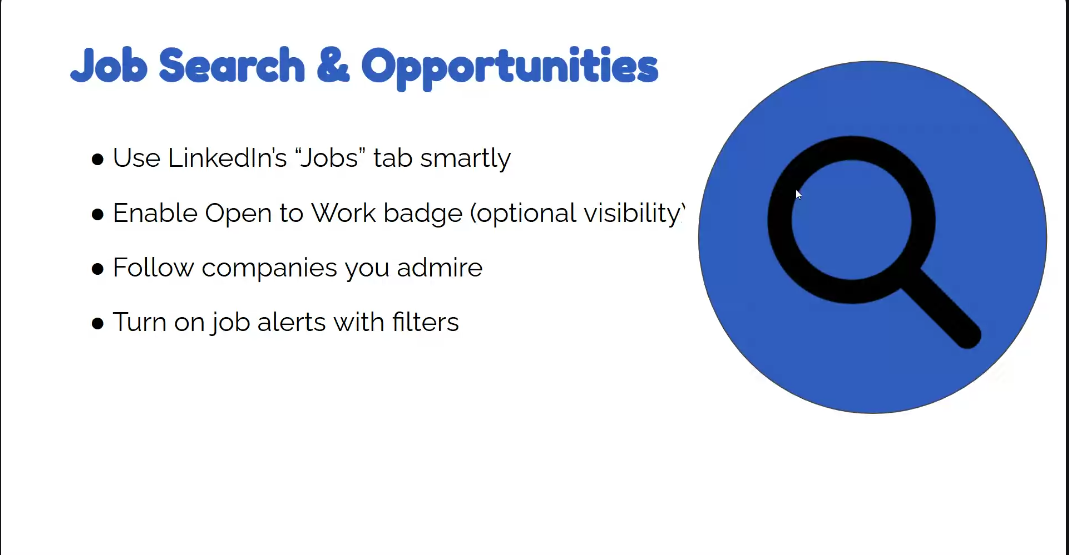 Job Search & Opportunities
● Use LinkedIn's “Jobs” tab smartly
● Enable Open to Work badge (optional visibility)
● Follow companies you admire
● Turn on job alerts with filters